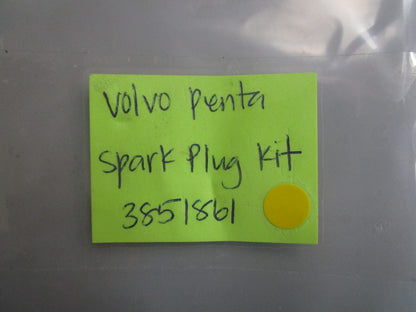 Volvo Penta
Spark Plug Kit
3851861